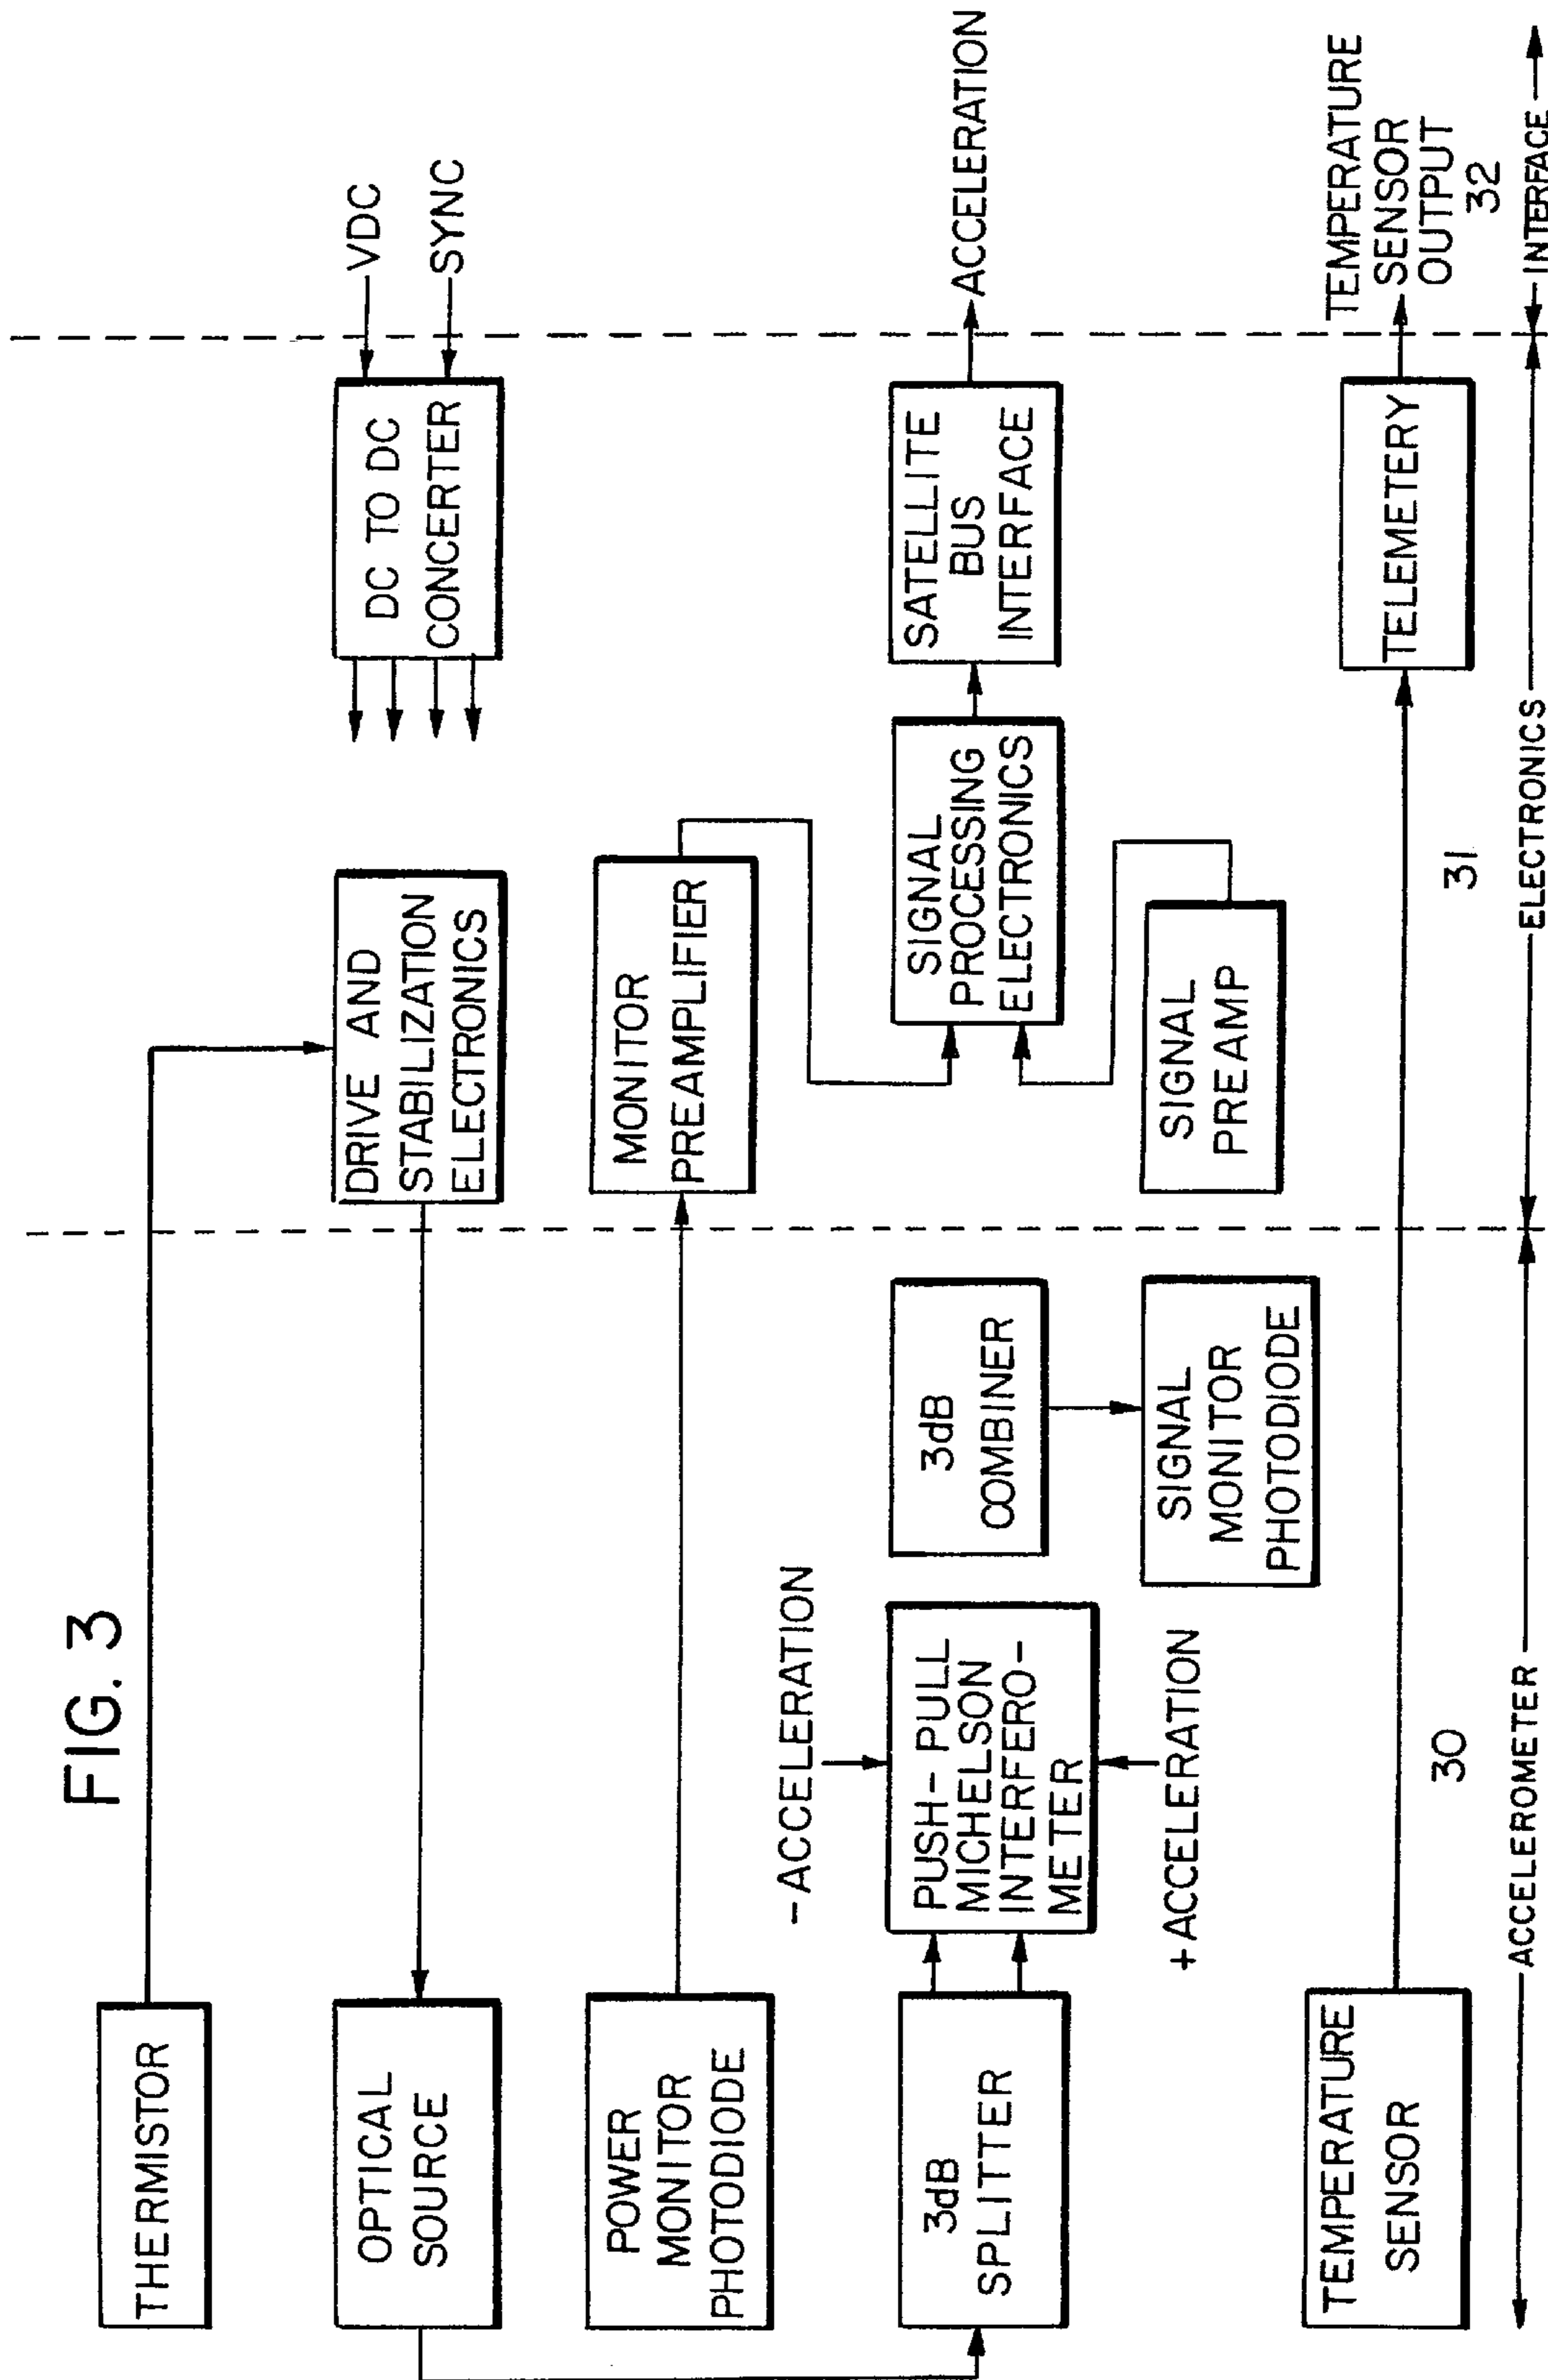 FIG. 3
THERMISTOR
OPTICAL
SOURCE
DRIVE AND
STABILIZATION
ELECTRONICS
DC TO DC
CONCERTER
VDC
SYNC
POWER
MONITOR
PHOTODIODE
MONITOR
PREAMPLIFIER
-ACCELERATION
3dB
SPLITTER
PUSH-PULL
MICHELSON
INTERFERO-
METER
3dB
COMBINER
SIGNAL
PROCESSING
ELECTRONICS
SATELLITE
BUS
INTERFACE
ACCELERATION
+ACCELERATION
SIGNAL
MONITOR
PHOTODIODE
SIGNAL
PREAMP
TEMPERATURE
SENSOR
TELEMETERY
TEMPERATURE
SENSOR
OUTPUT
30
31
32
ACCELEROMETER
ELECTRONICS
INTERFACE